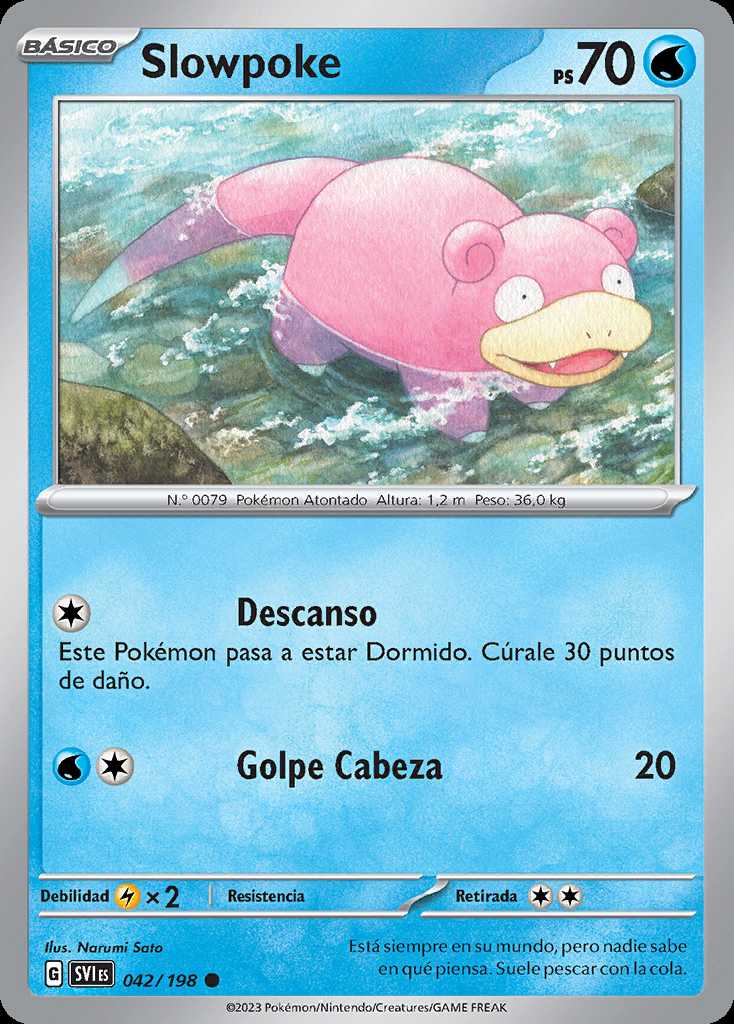 BÁSICO
Slowpoke
PS 70
N.º 0079 Pokémon Atontado Altura: 1,2 m Peso: 36,0 kg
Descanso
Este Pokémon pasa a estar Dormido. Cúrale 30 puntos
de daño.
Golpe Cabeza 20
Debilidad ×2 Resistencia Retirada
Ilus. Narumi Sato
Está siempre en su mundo, pero nadie sabe
en qué piensa. Suele pescar con la cola.
G SVI ES 042/198
©2023 Pokémon/Nintendo/Creatures/GAME FREAK